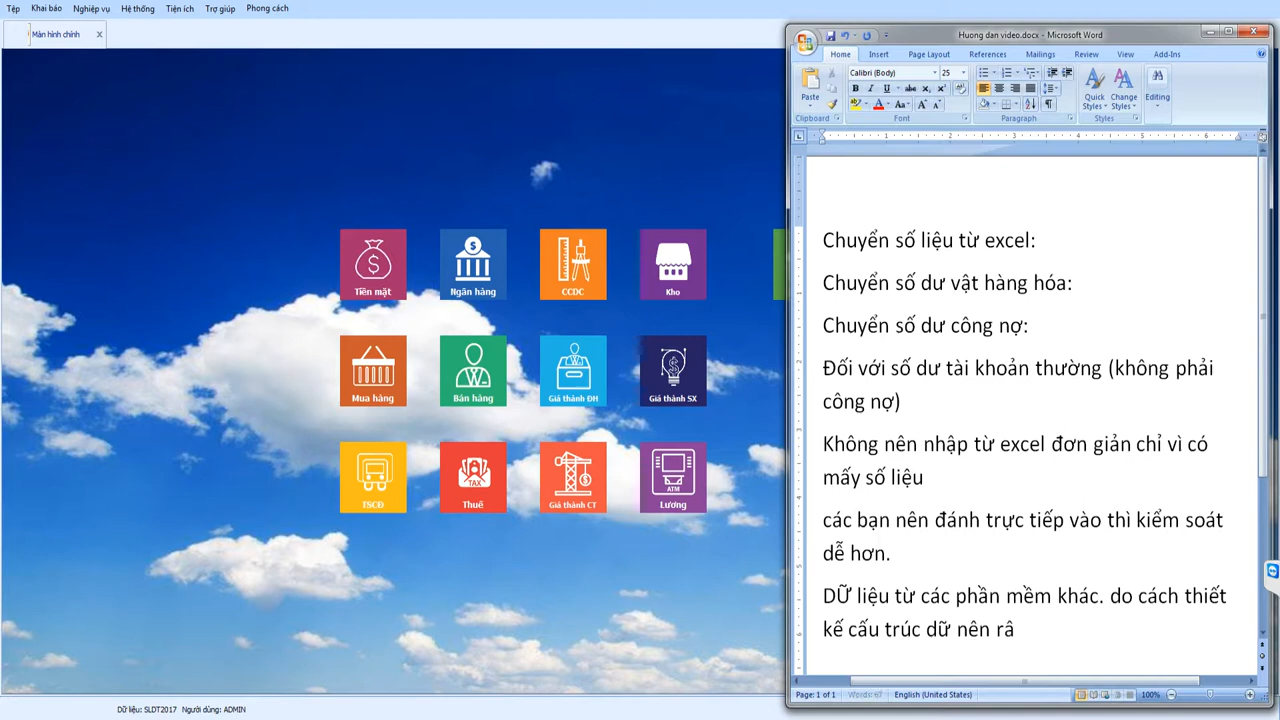 Tệp Khai báo Nghiệp vụ Hệ thống Tiện ích Trợ giúp Phong cách
Màn hình chính
Tiền mặt Ngân hàng CCDC Kho
Mua hàng Bán hàng Giá thành ĐH Giá thành SX
TSCĐ Thuế Giá thành CT Lương
TAX
ATM
Dữ liệu: SLDT2017 Người dùng: ADMIN
Huong dan video.docx - Microsoft Word
Home Insert Page Layout References Mailings Review View Add-Ins
Calibri (Body) 25
Paste
Quick Styles
Change Styles
Editing
Clipboard Font Paragraph Styles
Chuyển số liệu từ excel:
Chuyển số dư vật hàng hóa:
Chuyển số dư công nợ:
Đối với số dư tài khoản thường (không phải
công nợ)
Không nên nhập từ excel đơn giản chỉ vì có
mấy số liệu
các bạn nên đánh trực tiếp vào thì kiểm soát
dễ hơn.
DỮ liệu từ các phần mềm khác. do cách thiết
kế cấu trúc dữ nên râ
Page: 1 of 1 Words: 67 English (United States) 100%